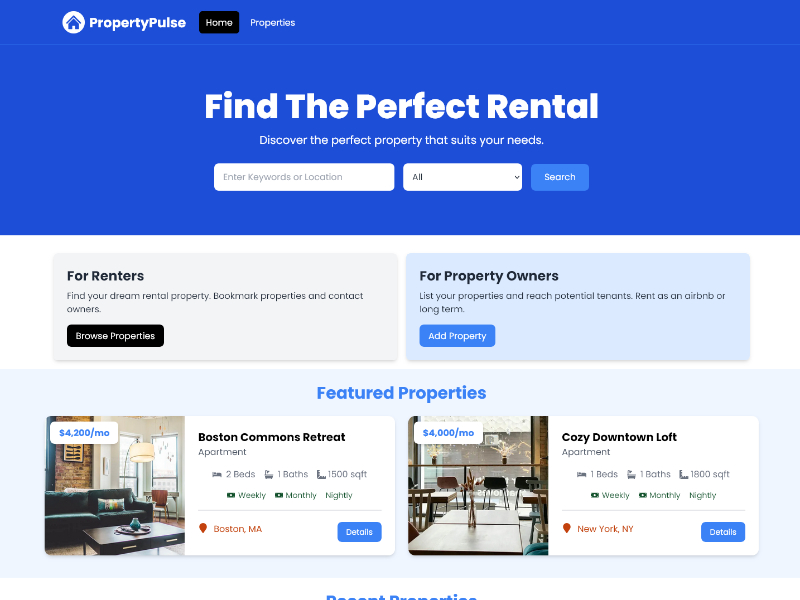 PropertyPulse
Home
Properties
Find The Perfect Rental
Discover the perfect property that suits your needs.
Enter Keywords or Location
All
Search
For Renters
Find your dream rental property. Bookmark properties and contact
owners.
Browse Properties
For Property Owners
List your properties and reach potential tenants. Rent as an airbnb or
long term.
Add Property
Featured Properties
$4,200/mo
Boston Commons Retreat
Apartment
2 Beds 1 Baths 1500 sqft
Weekly Monthly Nightly
Boston, MA
Details
$4,000/mo
Cozy Downtown Loft
Apartment
1 Beds 1 Baths 1800 sqft
Weekly Monthly Nightly
New York, NY
Details
Recent Properties